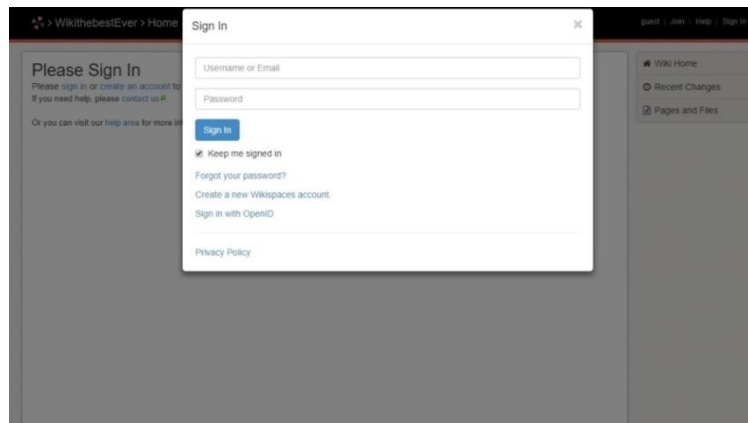 WikithebestEver > Home
guest | Join | Help | Sign In
Sign In
Username or Email
Password
Sign In
Keep me signed in
Forgot your password?
Create a new Wikispaces account.
Sign in with OpenID
Privacy Policy
Please Sign In
Please sign in or create an account to
If you need help, please contact us
Or you can visit our help area for more
Wiki Home
Recent Changes
Pages and Files